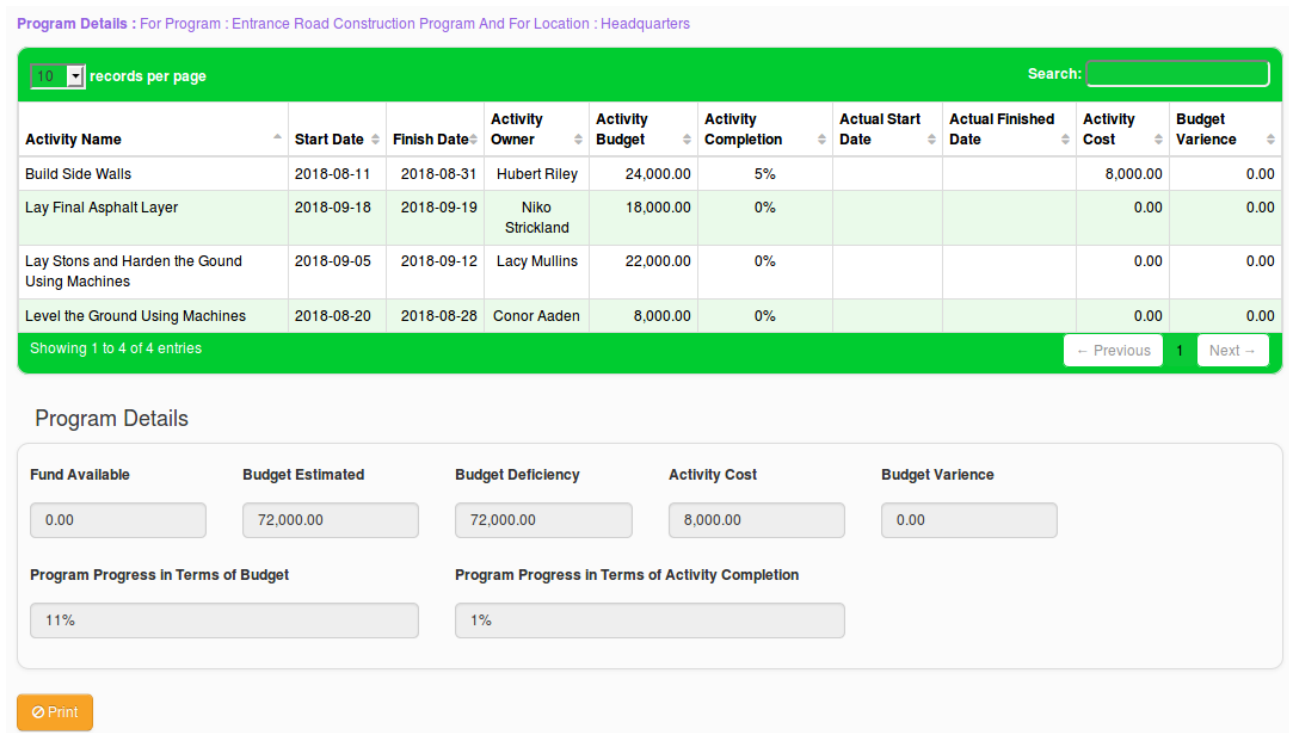 Program Details : For Program : Entrance Road Construction Program And For Location : Headquarters
10 records per page Search:
Activity Name Start Date Finish Date Activity Owner Activity Budget Activity Completion Actual Start Date Actual Finished Date Activity Cost Budget Varience
Build Side Walls 2018-08-11 2018-08-31 Hubert Riley 24,000.00 5% 8,000.00 0.00
Lay Final Asphalt Layer 2018-09-18 2018-09-19 Niko Strickland 18,000.00 0% 0.00 0.00
Lay Stons and Harden the Gound Using Machines 2018-09-05 2018-09-12 Lacy Mullins 22,000.00 0% 0.00 0.00
Level the Ground Using Machines 2018-08-20 2018-08-28 Conor Aaden 8,000.00 0% 0.00 0.00
Showing 1 to 4 of 4 entries ← Previous 1 Next →
Program Details
Fund Available Budget Estimated Budget Deficiency Activity Cost Budget Varience
0.00 72,000.00 72,000.00 8,000.00 0.00
Program Progress in Terms of Budget Program Progress in Terms of Activity Completion
11% 1%
Print